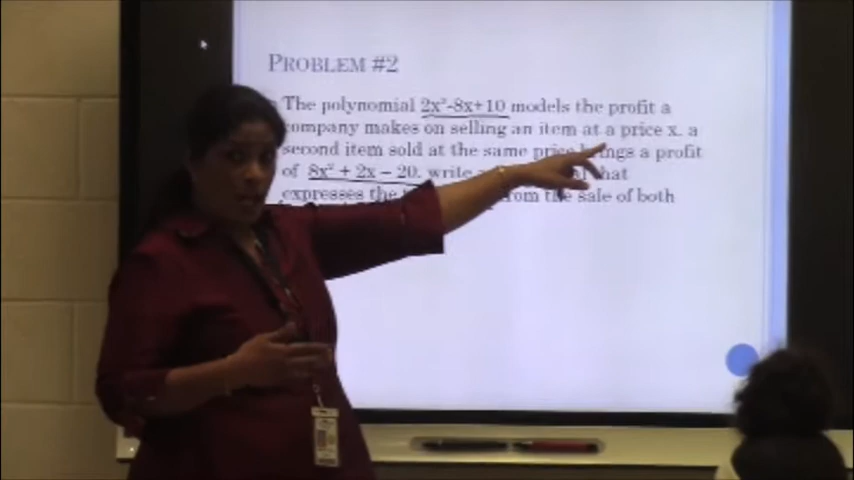 PROBLEM #2
The polynomial 2x²-8x+10 models the profit a
company makes on selling an item at a price x. a
second item sold at the same price brings a profit
of 8x² + 2x – 20. write that
expresses the from the sale of both